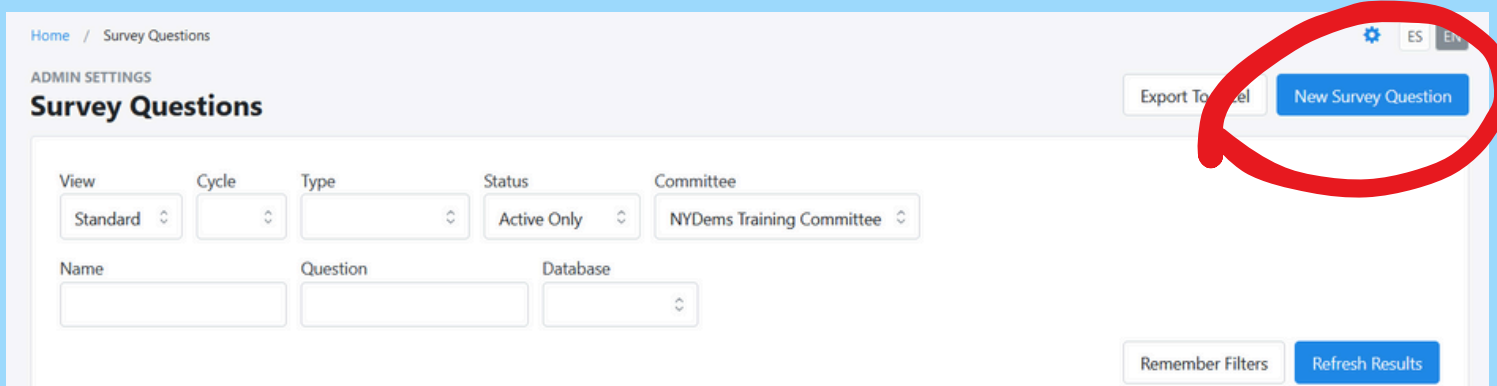 Home / Survey Questions
ES EN
ADMIN SETTINGS
Survey Questions
Export To Excel New Survey Question
View Cycle Type Status Committee
Standard Active Only NYDems Training Committee
Name Question Database
Remember Filters Refresh Results